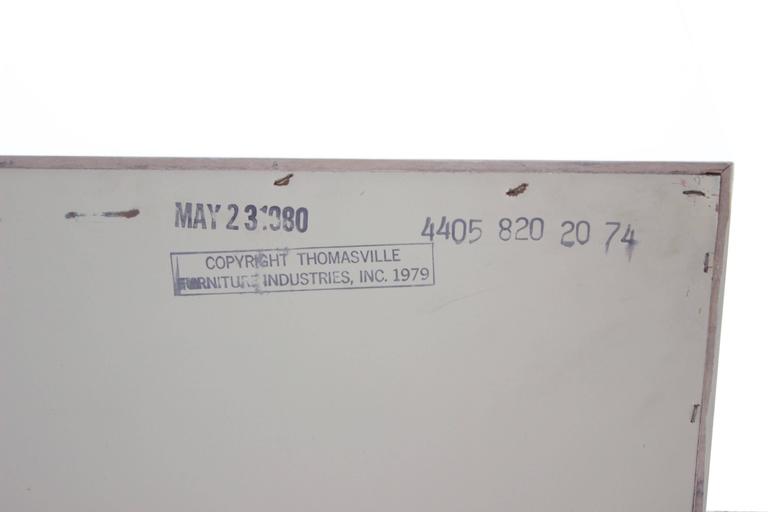 MAY 23 1980
4405 820 20 74
COPYRIGHT THOMASVILLE
FURNITURE INDUSTRIES, INC. 1979